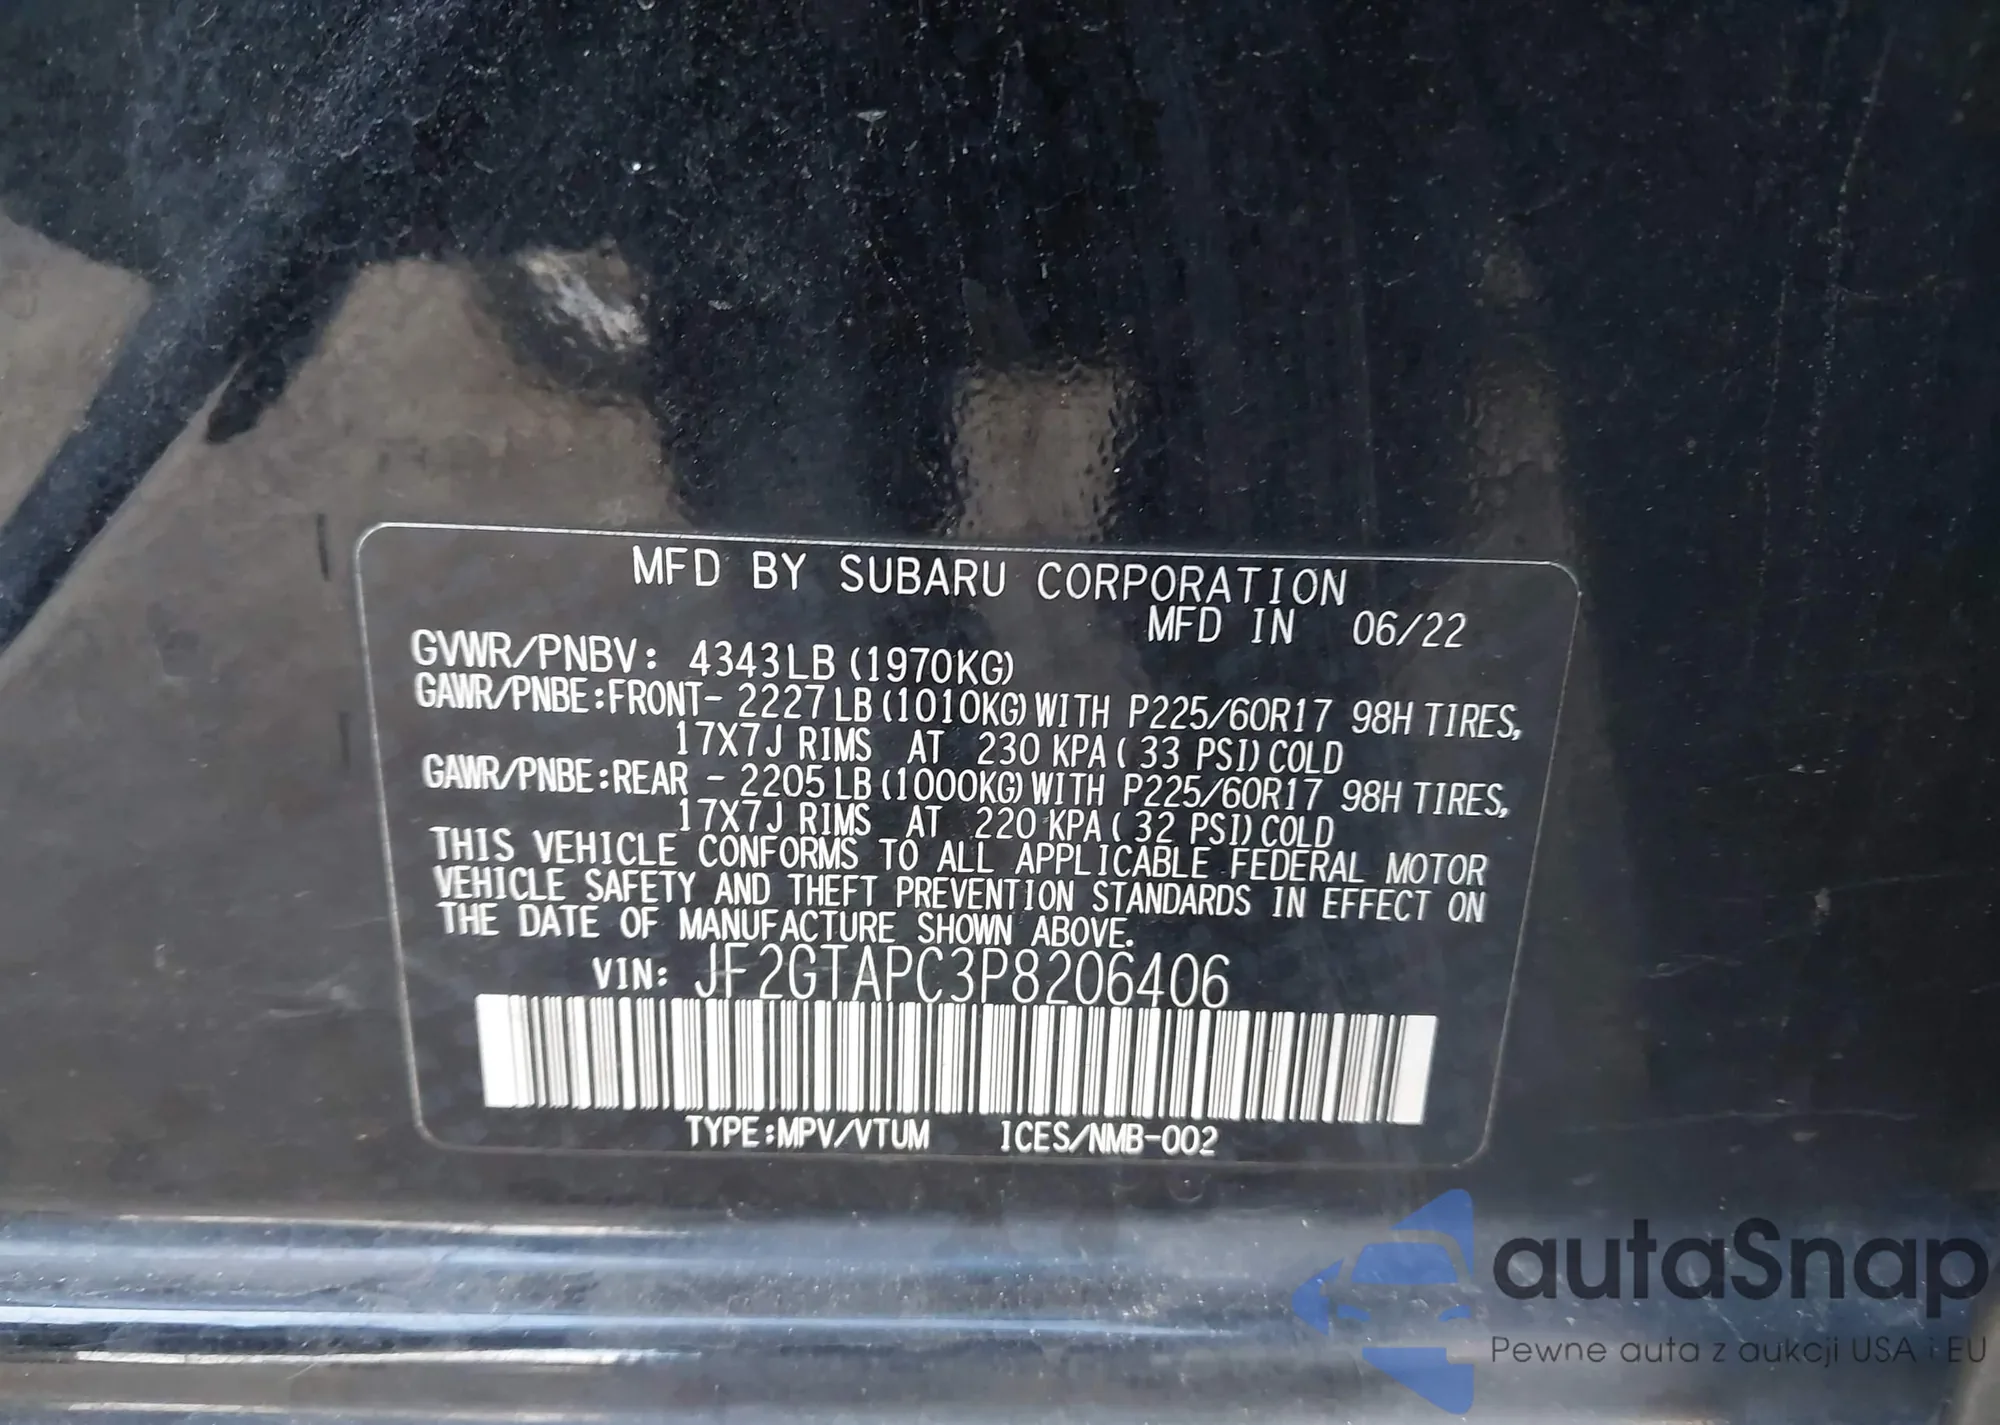 MFD BY SUBARU CORPORATION
MFD IN 06/22
GVWR/PNBV: 4343LB (1970KG)
GAWR/PNBE:FRONT- 2227LB (1010KG) WITH P225/60R17 98H TIRES,
17X7J RIMS AT 230 KPA ( 33 PSI) COLD
GAWR/PNBE:REAR - 2205LB (1000KG) WITH P225/60R17 98H TIRES,
17X7J RIMS AT 220 KPA ( 32 PSI) COLD
THIS VEHICLE CONFORMS TO ALL APPLICABLE FEDERAL MOTOR
VEHICLE SAFETY AND THEFT PREVENTION STANDARDS IN EFFECT ON
THE DATE OF MANUFACTURE SHOWN ABOVE.
VIN: JF2GTAPC3P8206406
TYPE:MPV/VTUM ICES/NMB-002
autaSnap
Pewne auta z aukcji USA i EU